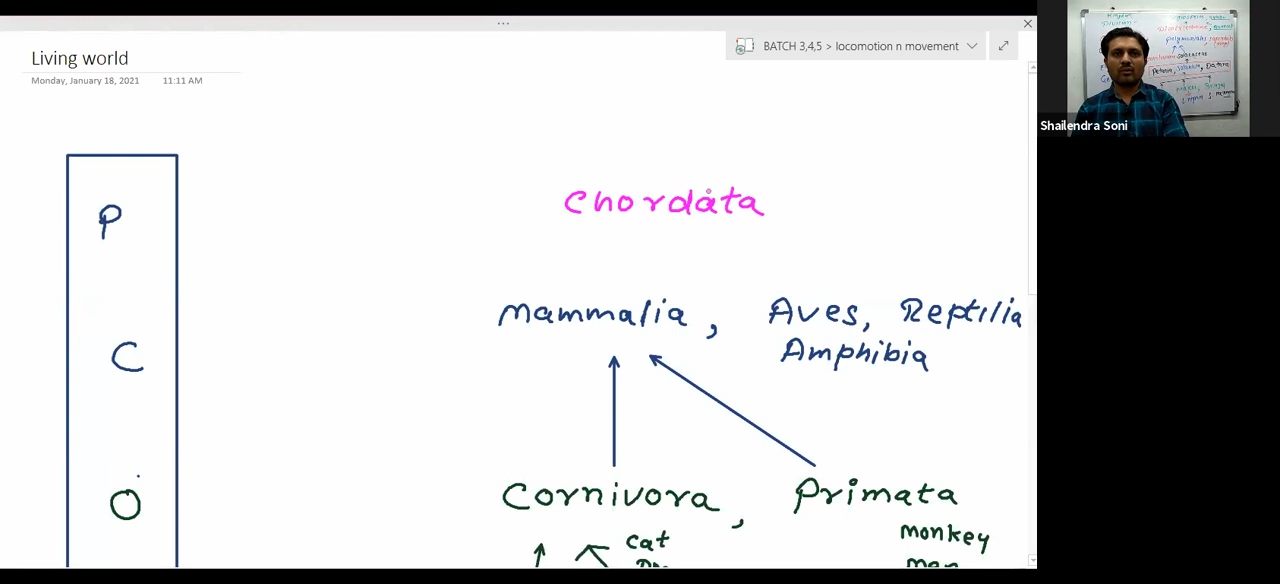 Living world
Monday, January 18, 2021 11:11 AM
BATCH 3,4,5 > locomotion n movement
Shailendra Soni
P
Chordata
Mammalia, Aves, Reptilia
Amphibia
C
O
Cornivora, Primata
cat
monkey
man